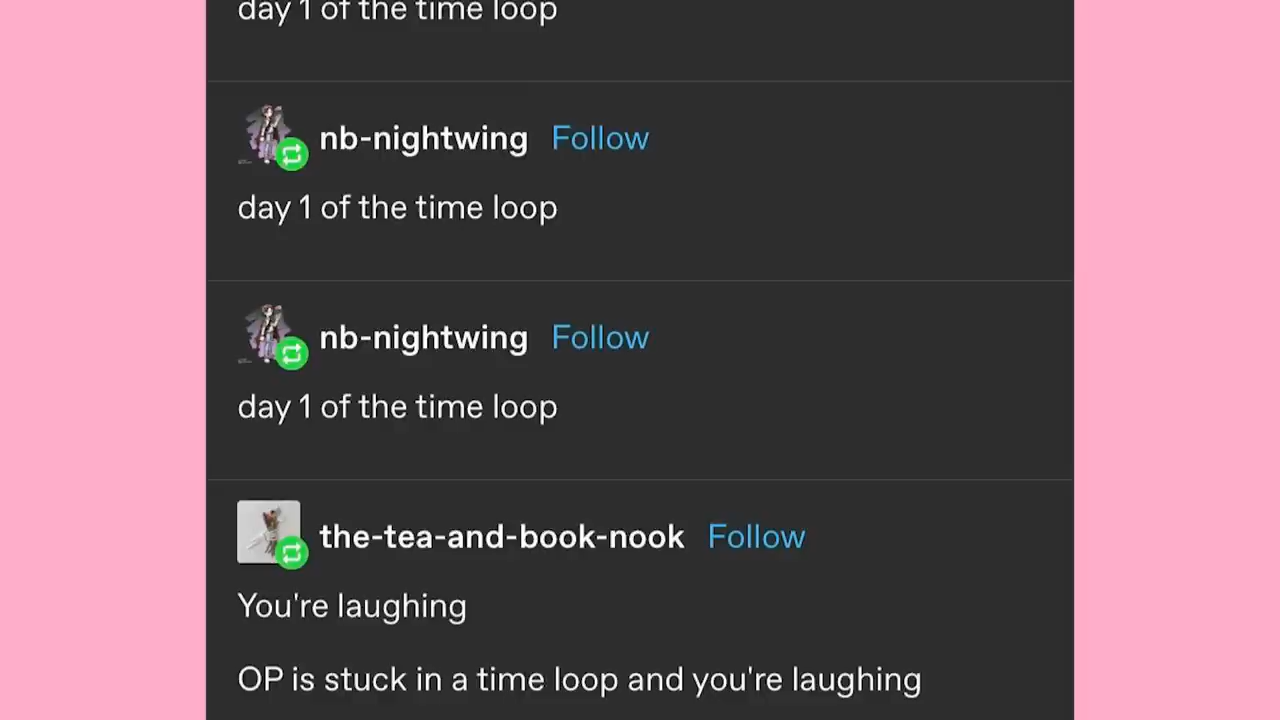 day 1 of the time loop
nb-nightwing Follow
day 1 of the time loop
nb-nightwing Follow
day 1 of the time loop
the-tea-and-book-nook Follow
You're laughing
OP is stuck in a time loop and you're laughing